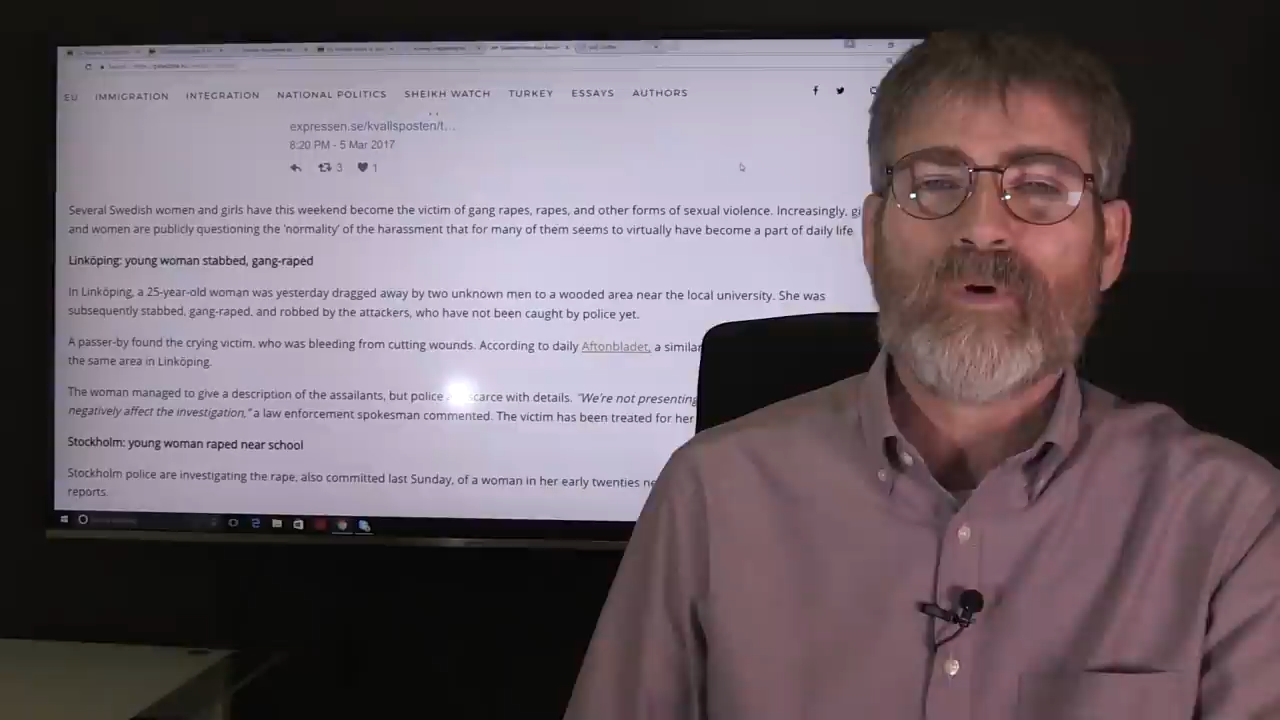 EU IMMIGRATION INTEGRATION NATIONAL POLITICS SHEIKH WATCH TURKEY ESSAYS AUTHORS
expressen.se/kvallsposten/t...
8:20 PM - 5 Mar 2017
3 1
Several Swedish women and girls have this weekend become the victim of gang rapes, rapes, and other forms of sexual violence. Increasingly, gi
and women are publicly questioning the 'normality' of the harassment that for many of them seems to virtually have become a part of daily life
Linköping: young woman stabbed, gang-raped
In Linköping, a 25-year-old woman was yesterday dragged away by two unknown men to a wooded area near the local university. She was
subsequently stabbed, gang-raped, and robbed by the attackers, who have not been caught by police yet.
A passer-by found the crying victim, who was bleeding from cutting wounds. According to daily Aftonbladet, a similar
the same area in Linköping.
The woman managed to give a description of the assailants, but police scarce with details. "We're not presenting
negatively affect the investigation," a law enforcement spokesman commented. The victim has been treated for her
Stockholm: young woman raped near school
Stockholm police are investigating the rape, also committed last Sunday, of a woman in her early twenties ne
reports.